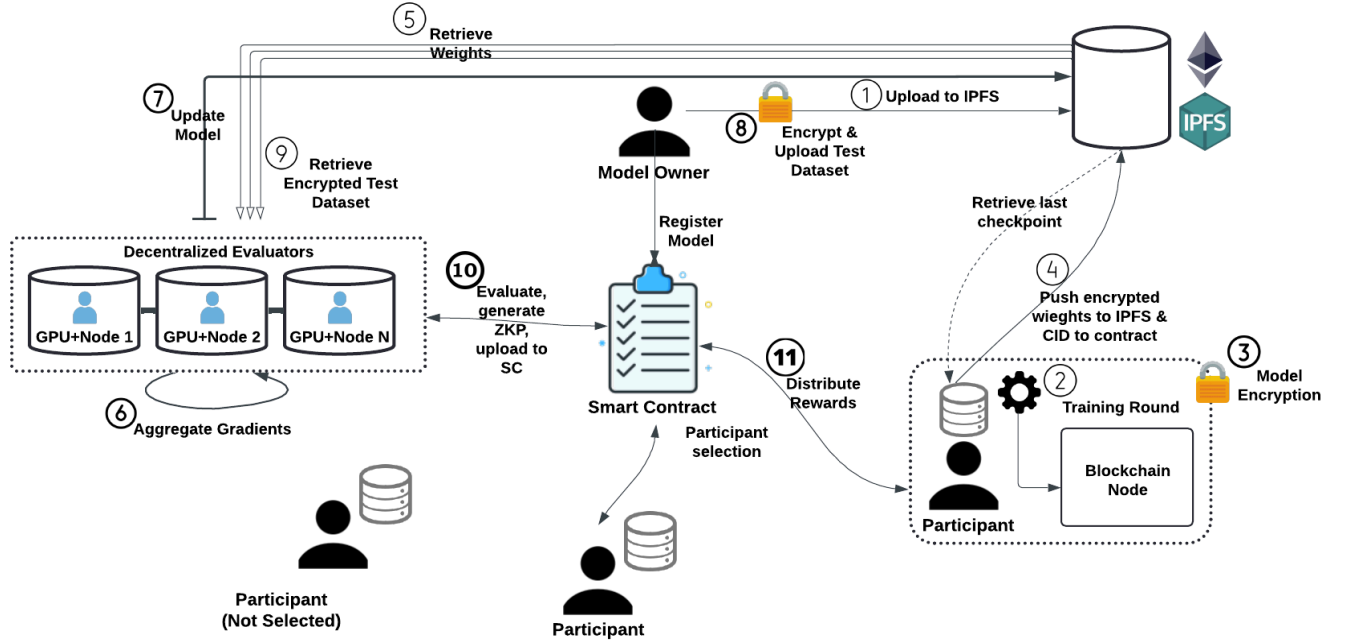 5
Retrieve
Weights
7
Update
Model
9
Retrieve
Encrypted Test
Dataset
1
Upload to IPFS
8
Encrypt &
Upload Test
Dataset
IPFS
Model Owner
Register
Model
Retrieve last
checkpoint
4
Push encrypted
wieghts to IPFS &
CID to contract
Decentralized Evaluators
GPU+Node 1
GPU+Node 2
GPU+Node N
10
Evaluate,
generate
ZKP,
upload to
SC
6
Aggregate Gradients
Smart Contract
Participant
selection
11
Distribute
Rewards
3
Model
Encryption
2
Training Round
Blockchain
Node
Participant
Participant
(Not Selected)
Participant